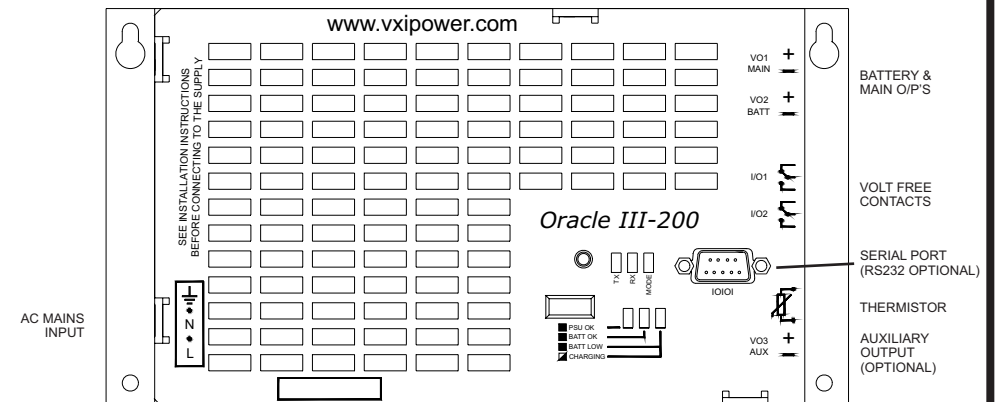 www.vxipower.com
SEE INSTALLATION INSTRUCTIONS
BEFORE CONNECTING TO THE SUPPLY
VO1 +
MAIN
VO2 +
BATT
BATTERY &
MAIN O/P'S
I/O1
I/O2
VOLT FREE
CONTACTS
Oracle III-200
TX
RX
MODE
IOIOI
SERIAL PORT
(RS232 OPTIONAL)
THERMISTOR
AC MAINS
INPUT
N
L
PSU OK
BATT OK
BATT LOW
CHARGING
VO3 +
AUX
AUXILIARY
OUTPUT
(OPTIONAL)